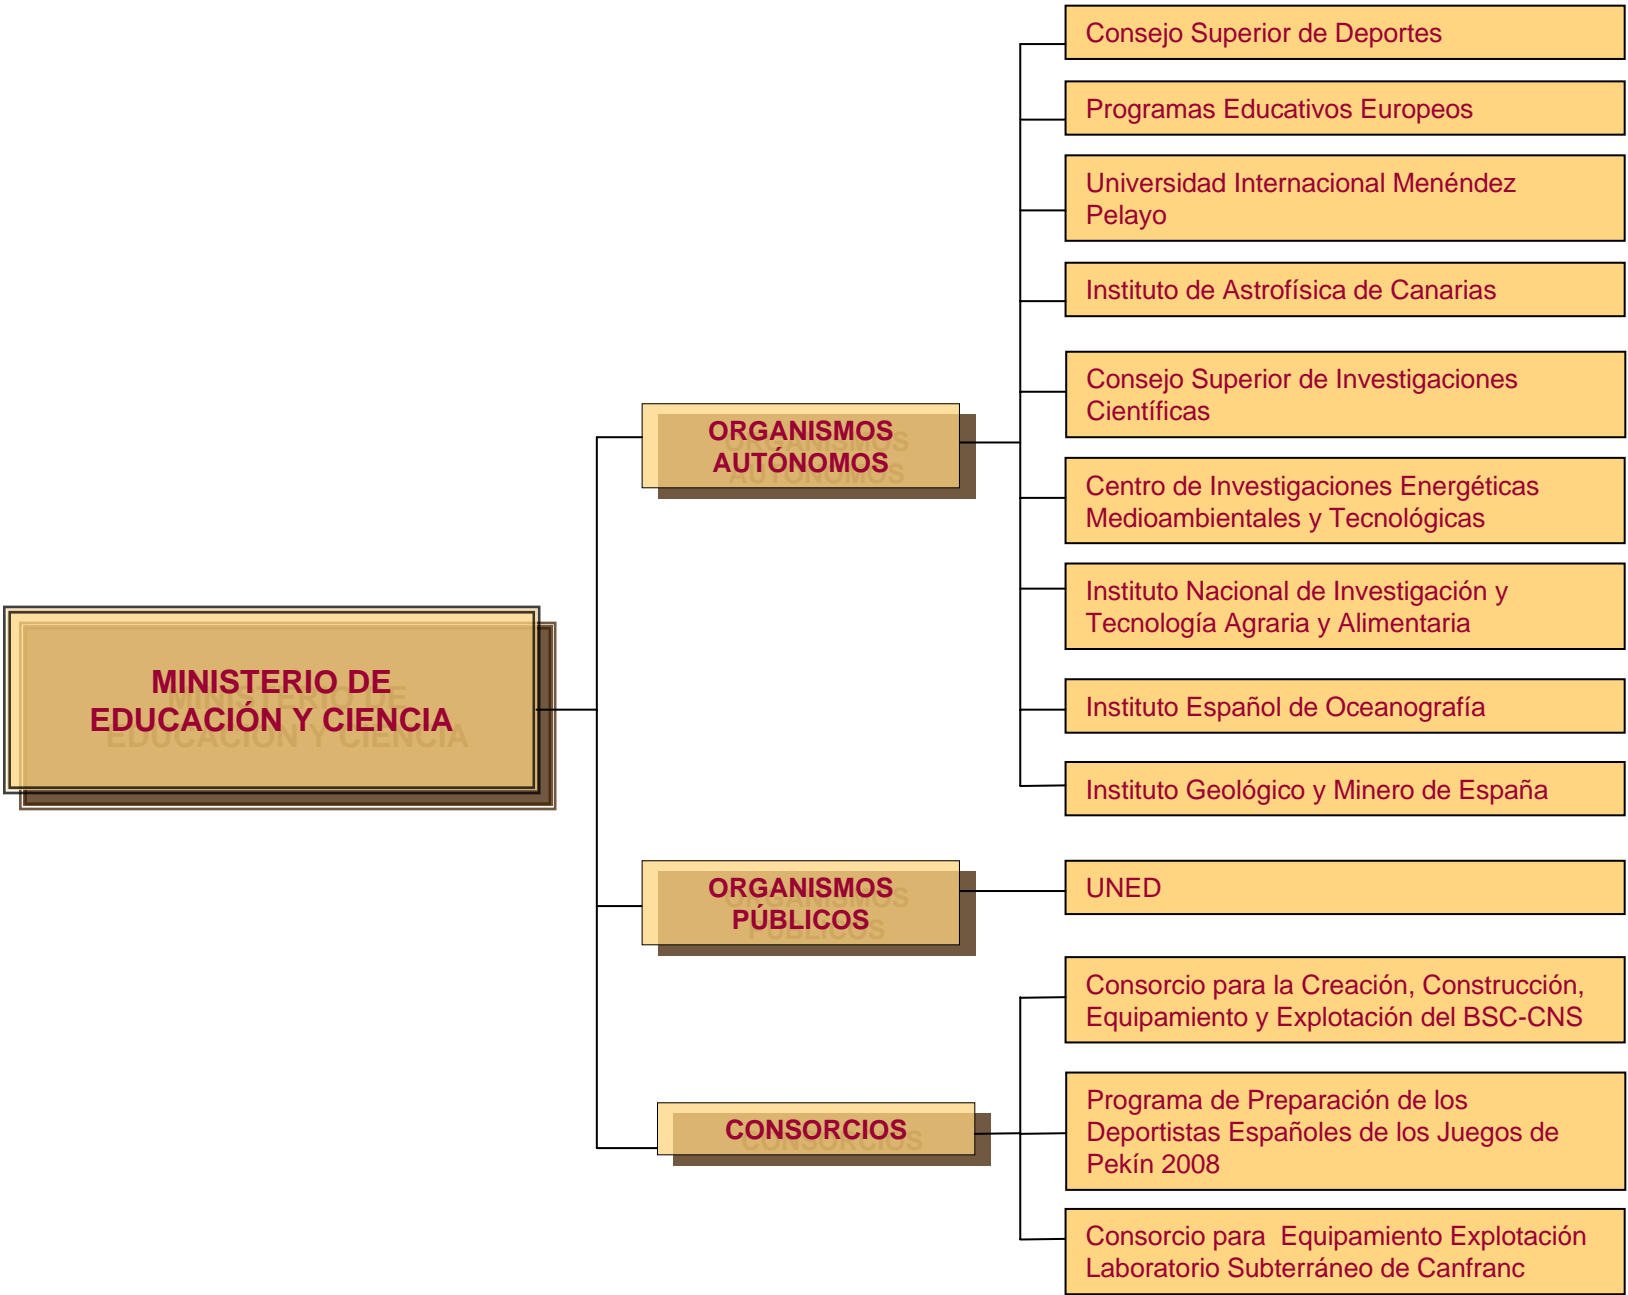 Consejo Superior de Deportes
Programas Educativos Europeos
Universidad Internacional Menéndez
Pelayo
Instituto de Astrofísica de Canarias
Consejo Superior de Investigaciones
Científicas
ORGANISMOS
AUTÓNOMOS
Centro de Investigaciones Energéticas
Medioambientales y Tecnológicas
Instituto Nacional de Investigación y
Tecnología Agraria y Alimentaria
MINISTERIO DE
EDUCACIÓN Y CIENCIA
Instituto Español de Oceanografía
Instituto Geológico y Minero de España
ORGANISMOS
PÚBLICOS
UNED
Consorcio para la Creación, Construcción,
Equipamiento y Explotación del BSC-CNS
CONSORCIOS
Programa de Preparación de los
Deportistas Españoles de los Juegos de
Pekín 2008
Consorcio para  Equipamiento Explotación
Laboratorio Subterráneo de Canfranc